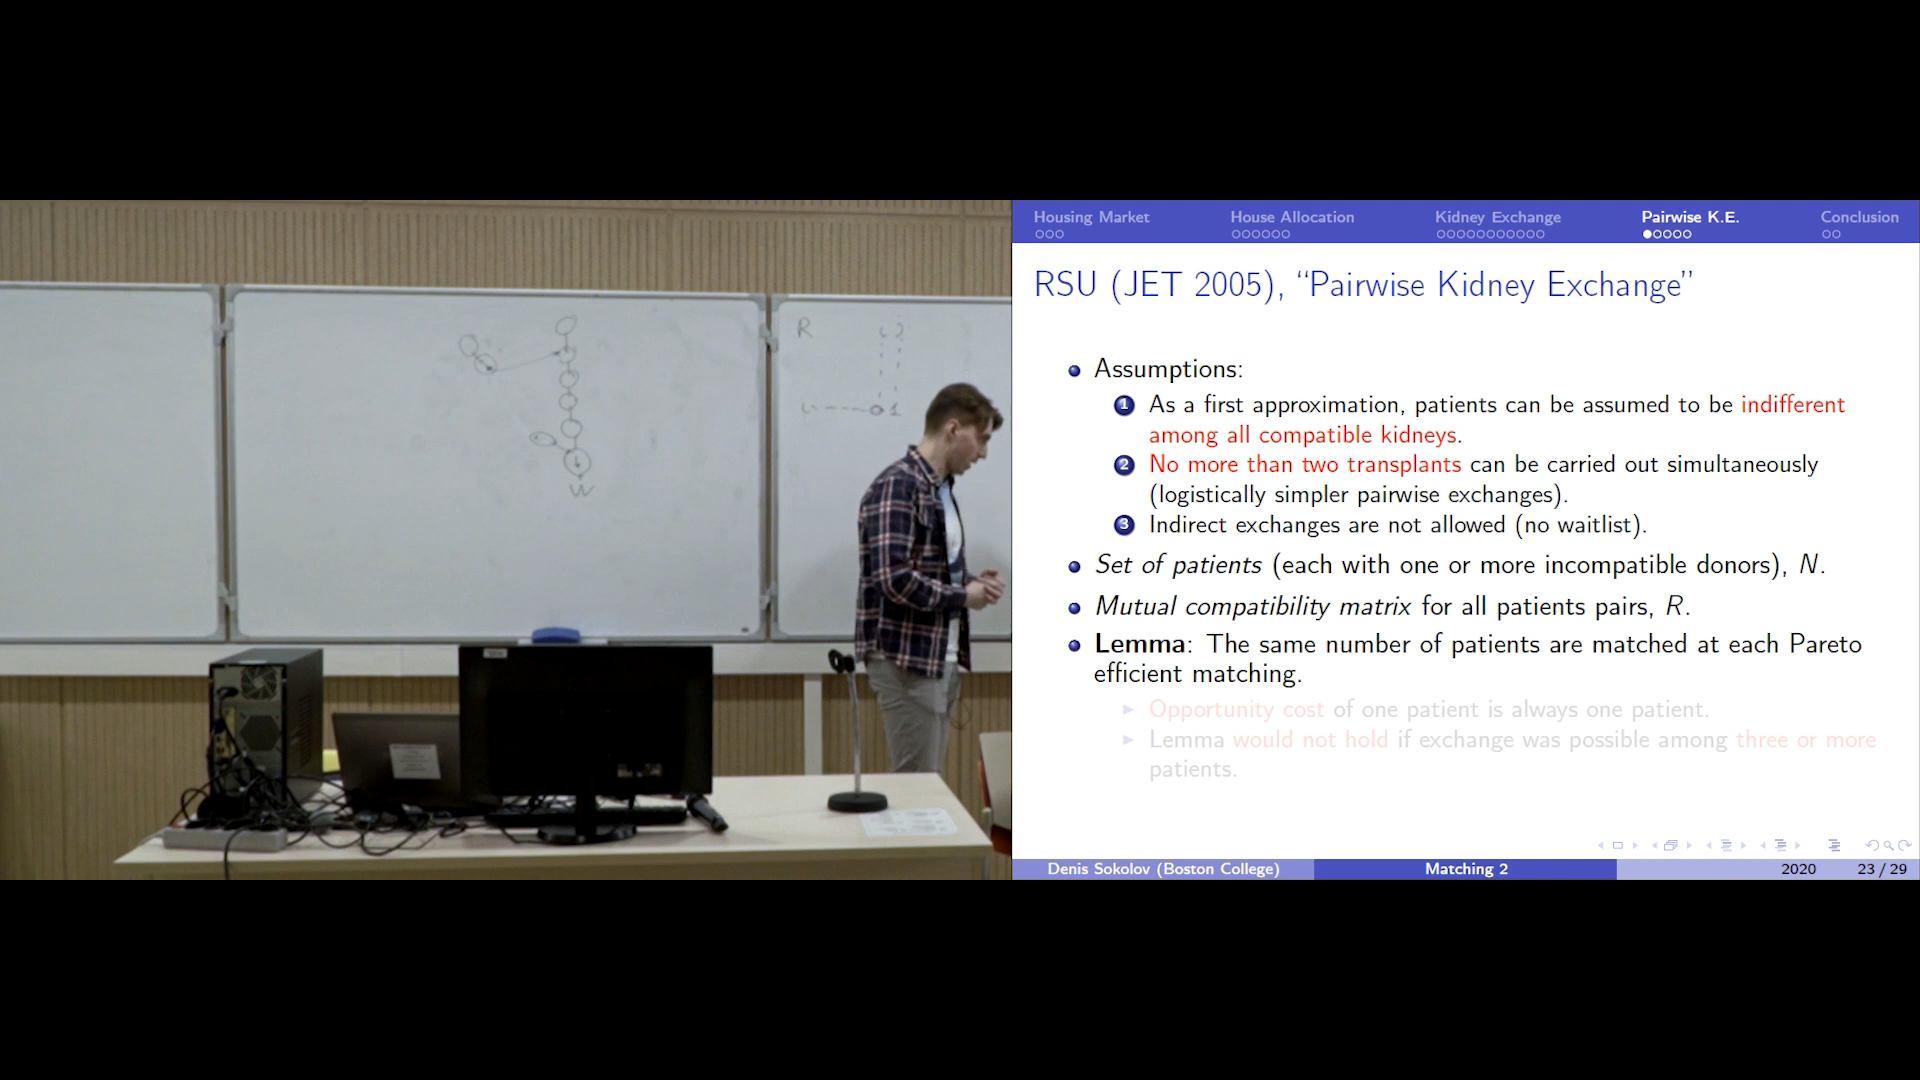 R
1
W
Housing Market
House Allocation
Kidney Exchange
Pairwise K.E.
Conclusion
RSU (JET 2005), “Pairwise Kidney Exchange”
Assumptions:
1 As a first approximation, patients can be assumed to be indifferent
among all compatible kidneys.
2 No more than two transplants can be carried out simultaneously
(logistically simpler pairwise exchanges).
3 Indirect exchanges are not allowed (no waitlist).
Set of patients (each with one or more incompatible donors), N.
Mutual compatibility matrix for all patients pairs, R.
Lemma: The same number of patients are matched at each Pareto
efficient matching.
Opportunity cost of one patient is always one patient.
Lemma would not hold if exchange was possible among three or more
patients.
Denis Sokolov (Boston College)
Matching 2
2020
23 / 29